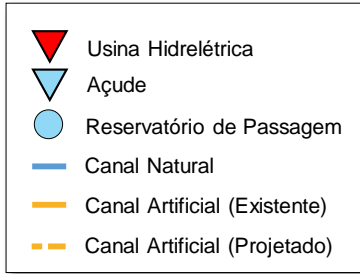 Usina Hidrelétrica
Açude
Reservatório de Passagem
Canal Natural
Canal Artificial (Existente)
Canal Artificial (Projetado)